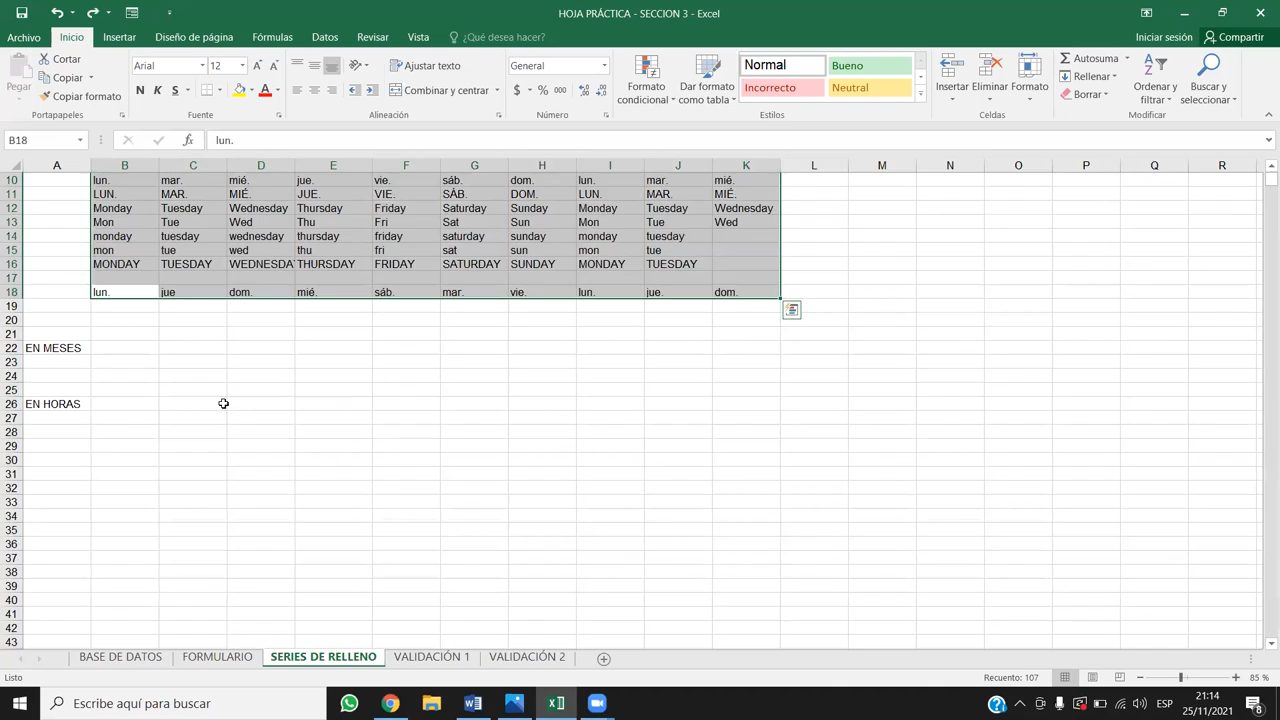 HOJA PRÁCTICA - SECCION 3 - Excel
Archivo Inicio Insertar Diseño de página Fórmulas Datos Revisar Vista ¿Qué desea hacer? Iniciar sesión Compartir
Pegar Cortar Copiar Copiar formato
Arial 12 N K S
Ajustar texto Combinar y centrar
General $ % 000
Formato condicional Dar formato como tabla
Normal Bueno Incorrecto Neutral
Insertar Eliminar Formato
Autosuma Rellenar Borrar
Ordenar y filtrar Buscar y seleccionar
Portapapeles Fuente Alineación Número Estilos Celdas Modificar
B18 fx lun.
A B C D E F G H I J K L M N O P Q R
10 lun. mar. mié. jue. vie. sáb. dom. lun. mar. mié.
11 LUN. MAR. MIÉ. JUE. VIE. SÁB. DOM. LUN. MAR. MIÉ.
12 Monday Tuesday Wednesday Thursday Friday Saturday Sunday Monday Tuesday Wednesday
13 Mon Tue Wed Thu Fri Sat Sun Mon Tue Wed
14 monday tuesday wednesday thursday friday saturday sunday monday tuesday
15 mon tue wed thu fri sat sun mon tue
16 MONDAY TUESDAY WEDNESDA THURSDAY FRIDAY SATURDAY SUNDAY MONDAY TUESDAY
17
18 lun. jue dom. mié. sáb. mar. vie. lun. jue. dom.
19
20
21
22 EN MESES
23
24
25
26 EN HORAS
27
28
29
30
31
32
33
34
35
36
37
38
39
40
41
42
43
BASE DE DATOS FORMULARIO SERIES DE RELLENO VALIDACIÓN 1 VALIDACIÓN 2
Listo Recuento: 107 85 %
Escribe aquí para buscar ESP 21:14
25/11/2021 8